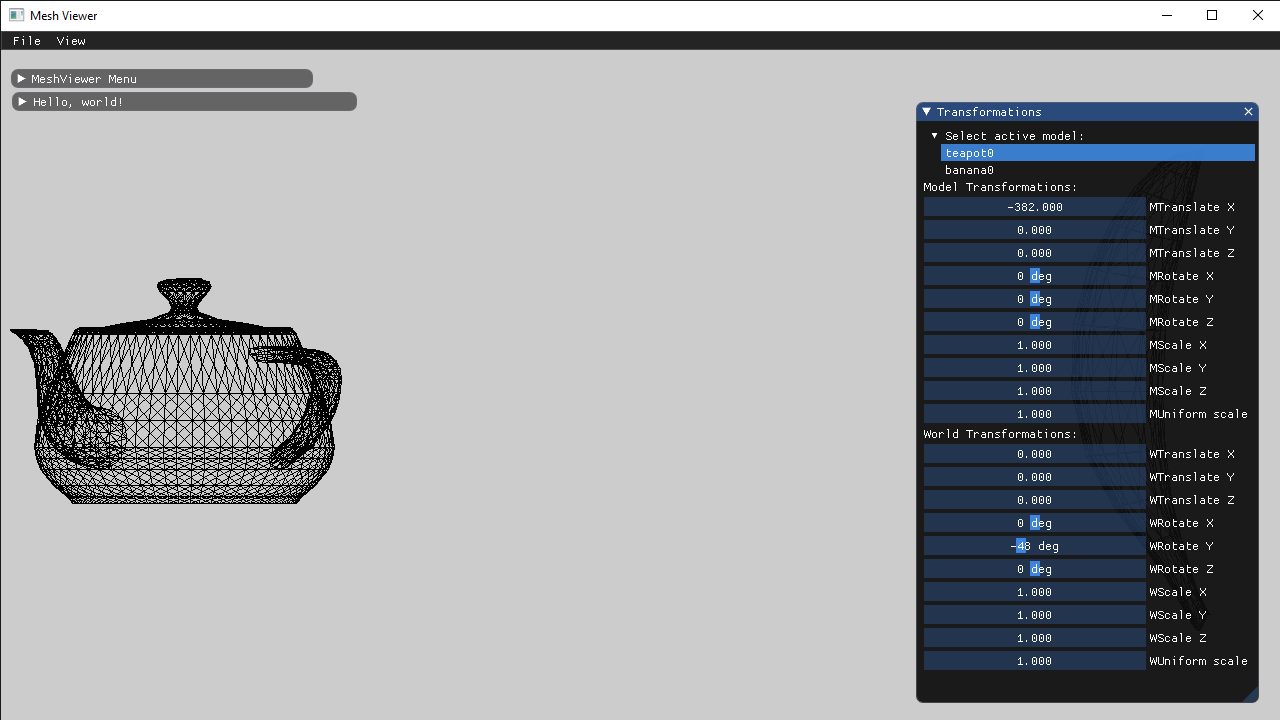 Mesh Viewer
File View
MeshViewer Menu
Hello, world!
Transformations
Select active model:
teapot0
banana0
Model Transformations:
-382.000 MTranslate X
0.000 MTranslate Y
0.000 MTranslate Z
0 deg MRotate X
0 deg MRotate Y
0 deg MRotate Z
1.000 MScale X
1.000 MScale Y
1.000 MScale Z
1.000 MUniform scale
World Transformations:
0.000 WTranslate X
0.000 WTranslate Y
0.000 WTranslate Z
0 deg WRotate X
-48 deg WRotate Y
0 deg WRotate Z
1.000 WScale X
1.000 WScale Y
1.000 WScale Z
1.000 WUniform scale